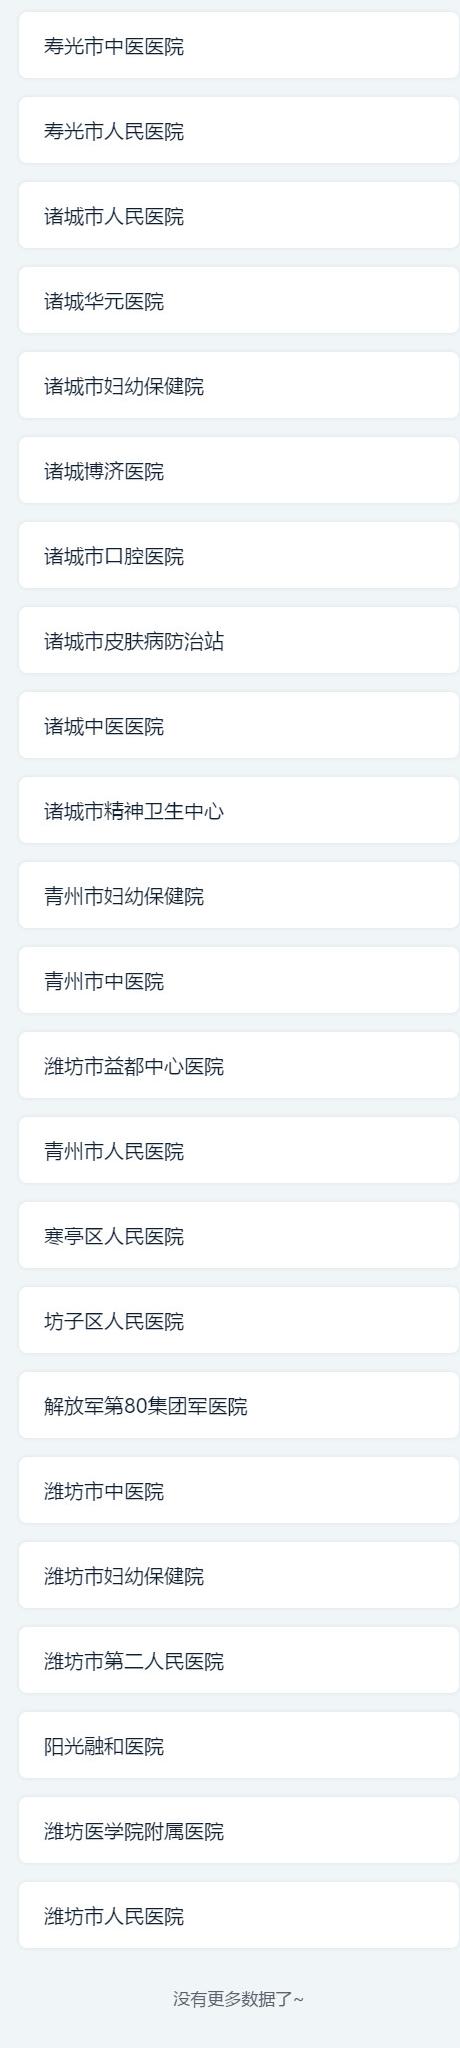 寿光市中医医院
寿光市人民医院
诸城市人民医院
诸城华元医院
诸城市妇幼保健院
诸城博济医院
诸城市口腔医院
诸城市皮肤病防治站
诸城中医医院
诸城市精神卫生中心
青州市妇幼保健院
青州市中医院
潍坊市益都中心医院
青州市人民医院
寒亭区人民医院
坊子区人民医院
解放军第80集团军医院
潍坊市中医院
潍坊市妇幼保健院
潍坊市第二人民医院
阳光融和医院
潍坊医学院附属医院
潍坊市人民医院
没有更多数据了~